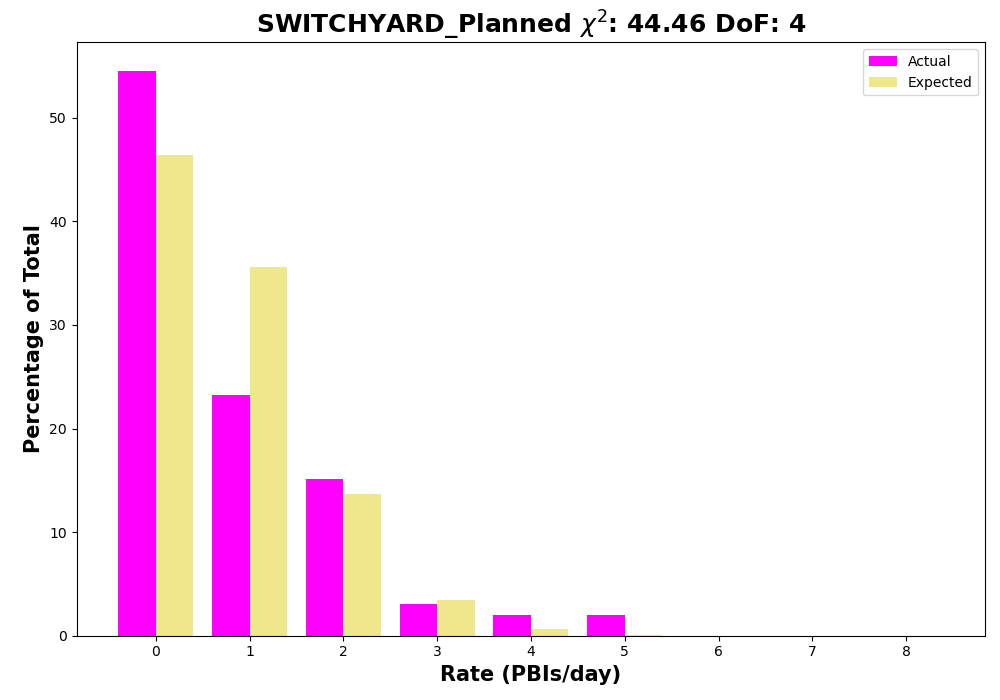 SWITCHYARD_Planned χ²: 44.46 DoF: 4
Actual
Expected
Percentage of Total
50
40
30
20
10
0
0 1 2 3 4 5 6 7 8
Rate (PBIs/day)